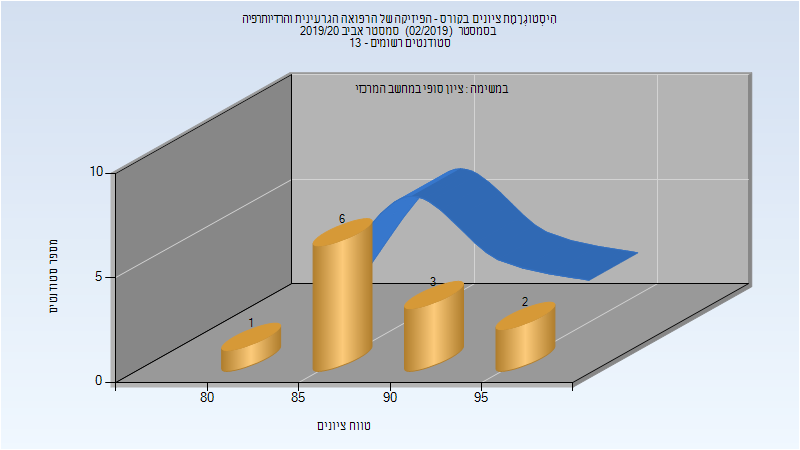 היסטוגרמת ציונים בקורס - הפיזיקה של הרפואה הגרעינית והרדיותרפיה
בסמסטר (02/2019) סמסטר אביב 2019/20
סטודנטים רשומים - 13
במשימה : ציון סופי במחשב המרכזי
מספר סטודנטים
10
5
0
1
6
3
2
80
85
90
95
טווח ציונים